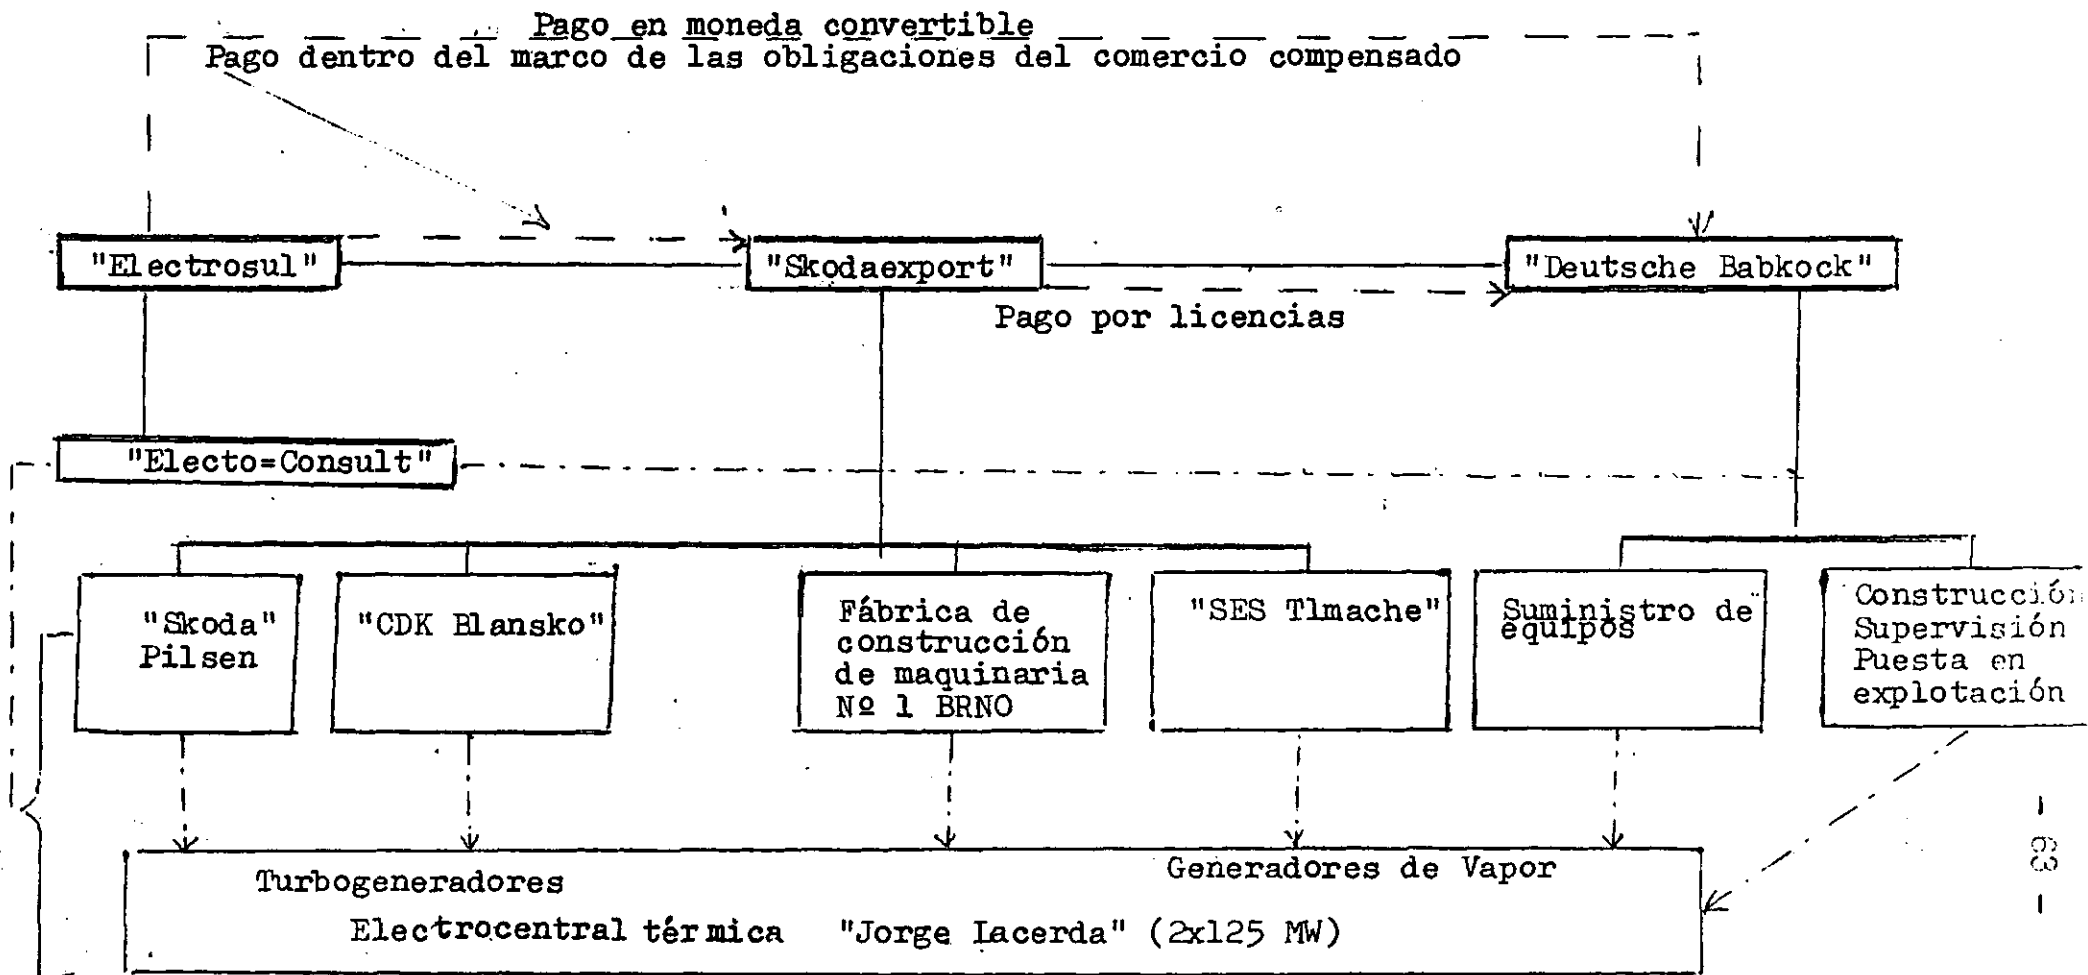 Pago en moneda convertible
Pago dentro del marco de las obligaciones del comercio compensado
"Electrosul"
"Skodaexport"
"Deutsche Babkock"
Pago por licencias
"Electo=Consult"
"Skoda"
Pilsen
"CDK Blansko"
Fábrica de
construcción
de maquinaria
Nº 1 BRNO
"SES Tlmache"
Suministro de
equipos
Construcción
Supervisión
Puesta en
explotación
Turbogeneradores
Generadores de Vapor
Electrocentral térmica "Jorge Lacerda" (2x125 MW)
- 63 -